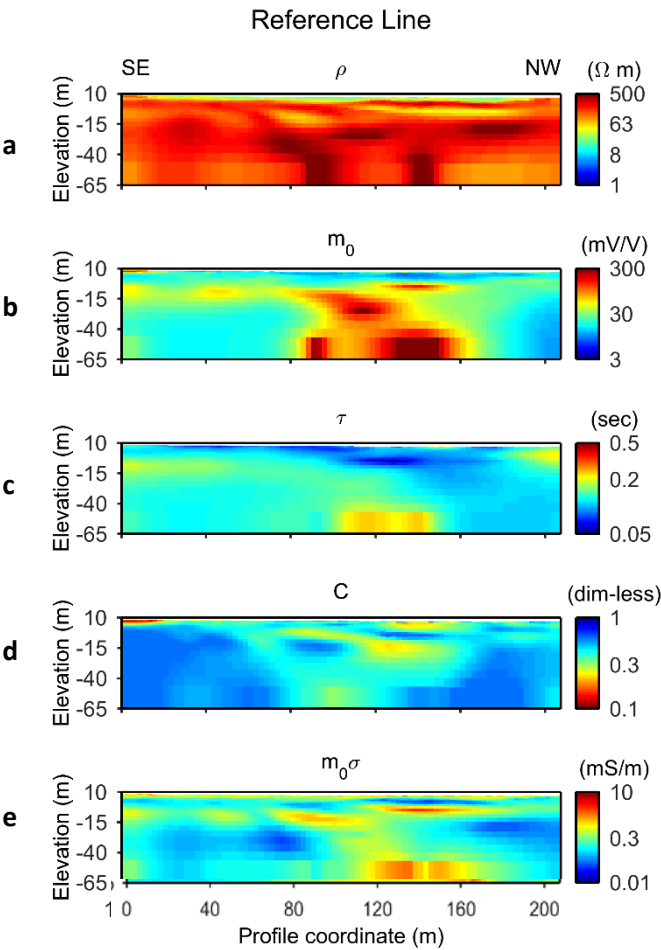 Reference Line
SE ρ NW (Ω m)
a
Elevation (m)
10
-15
-40
-65
500
63
8
1
m0 (mV/V)
b
Elevation (m)
10
-15
-40
-65
300
30
3
τ (sec)
c
Elevation (m)
10
-15
-40
-65
0.5
0.2
0.05
C (dim-less)
d
Elevation (m)
10
-15
-40
-65
1
0.3
0.1
m0σ (mS/m)
e
Elevation (m)
10
-15
-40
-65
10
0.3
0.01
1 0 40 80 120 160 200
Profile coordinate (m)